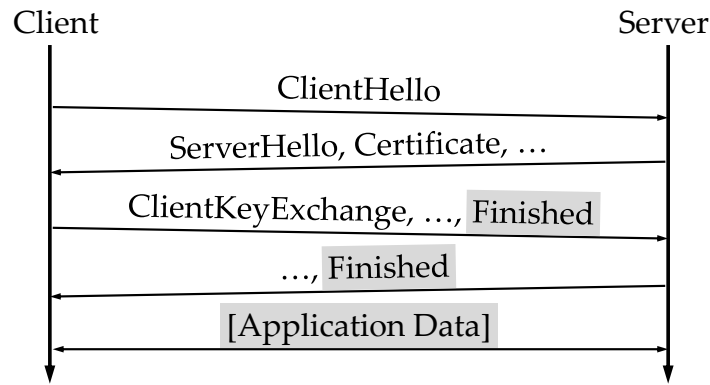 Client Server
ClientHello
ServerHello, Certificate, …
ClientKeyExchange, …, Finished
…, Finished
[Application Data]